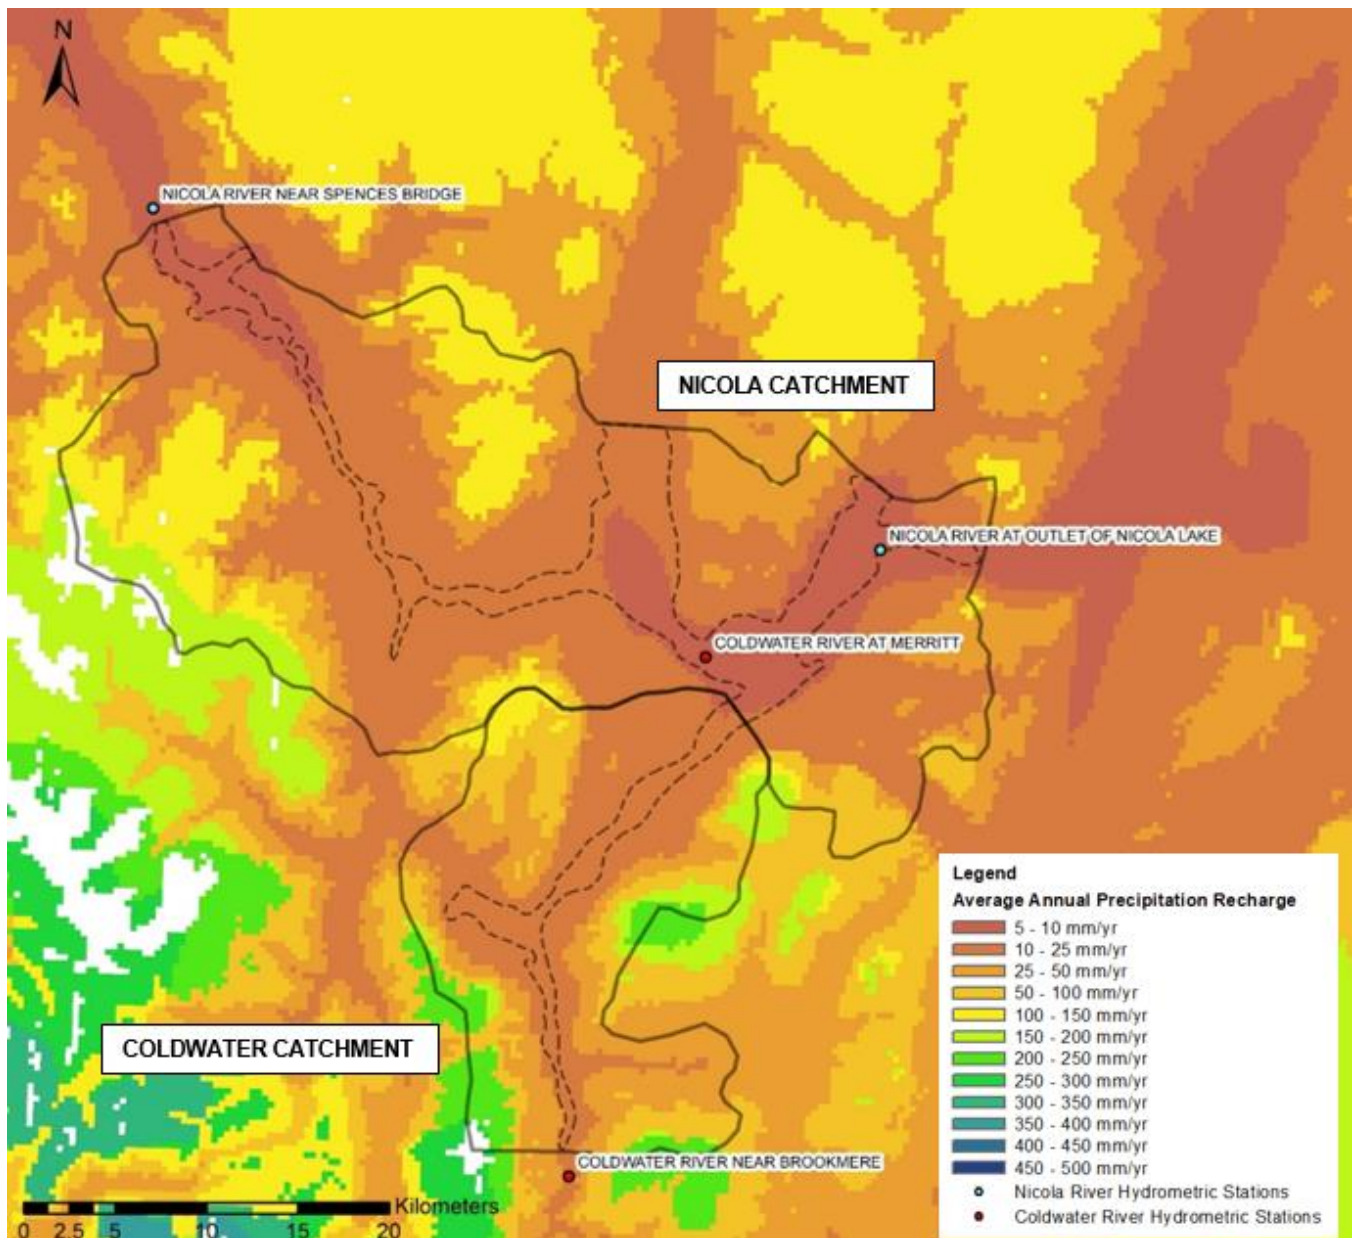 N
NICOLA RIVER NEAR SPENCES BRIDGE
NICOLA CATCHMENT
NICOLA RIVER AT OUTLET OF NICOLA LAKE
COLDWATER RIVER AT MERRITT
COLDWATER CATCHMENT
COLDWATER RIVER NEAR BROOKMERE
Legend
Average Annual Precipitation Recharge
5 - 10 mm/yr
10 - 25 mm/yr
25 - 50 mm/yr
50 - 100 mm/yr
100 - 150 mm/yr
150 - 200 mm/yr
200 - 250 mm/yr
250 - 300 mm/yr
300 - 350 mm/yr
350 - 400 mm/yr
400 - 450 mm/yr
450 - 500 mm/yr
Nicola River Hydrometric Stations
Coldwater River Hydrometric Stations
Kilometers
0 2.5 5 10 15 20